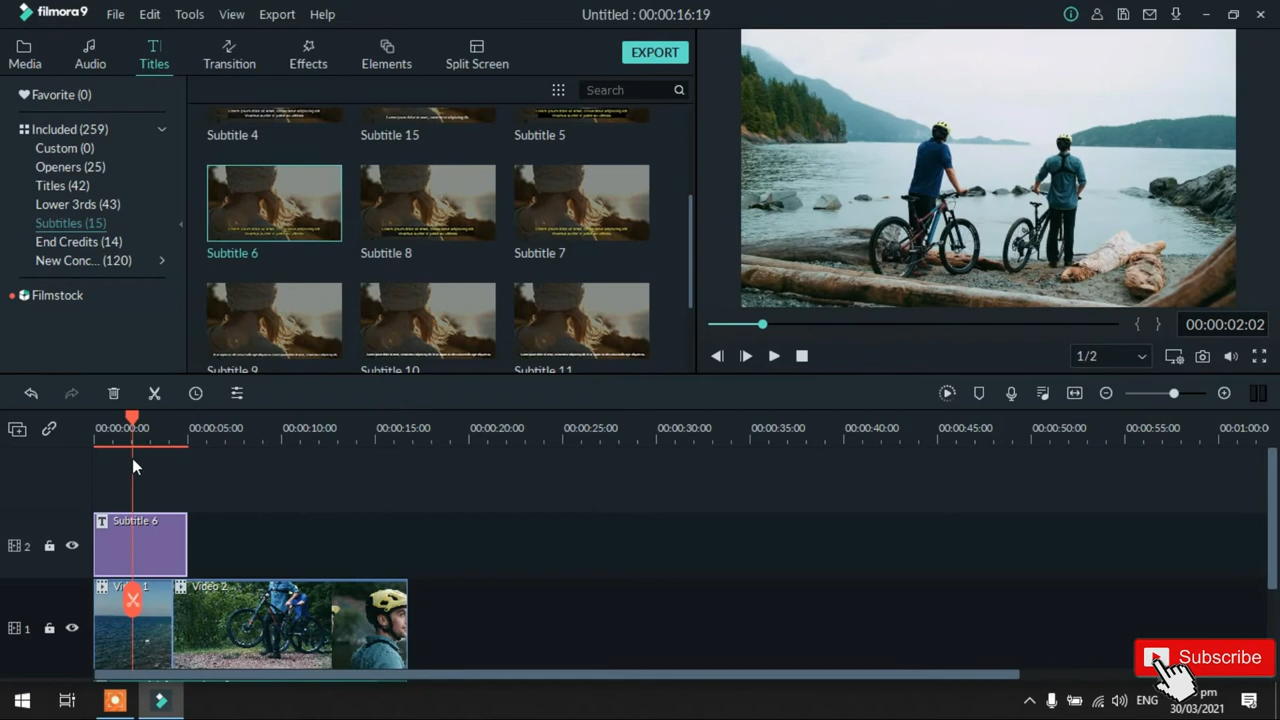 filmora9 File Edit Tools View Export Help Untitled : 00:00:16:19
Media Audio Titles Transition Effects Elements Split Screen EXPORT
Favorite (0)
Included (259)
Custom (0)
Openers (25)
Titles (42)
Lower 3rds (43)
Subtitles (15)
End Credits (14)
New Conc... (120)
Filmstock
Search
Subtitle 4 Subtitle 15 Subtitle 5
Subtitle 6 Subtitle 8 Subtitle 7
Subtitle 9 Subtitle 10 Subtitle 11
00:00:02:02
1/2
00:00:00:00 00:00:05:00 00:00:10:00 00:00:15:00 00:00:20:00 00:00:25:00 00:00:30:00 00:00:35:00 00:00:40:00 00:00:45:00 00:00:50:00 00:00:55:00 00:01:00:0
T Subtitle 6
2
Video 2
1
Subscribe
ENG
pm
30/03/2021